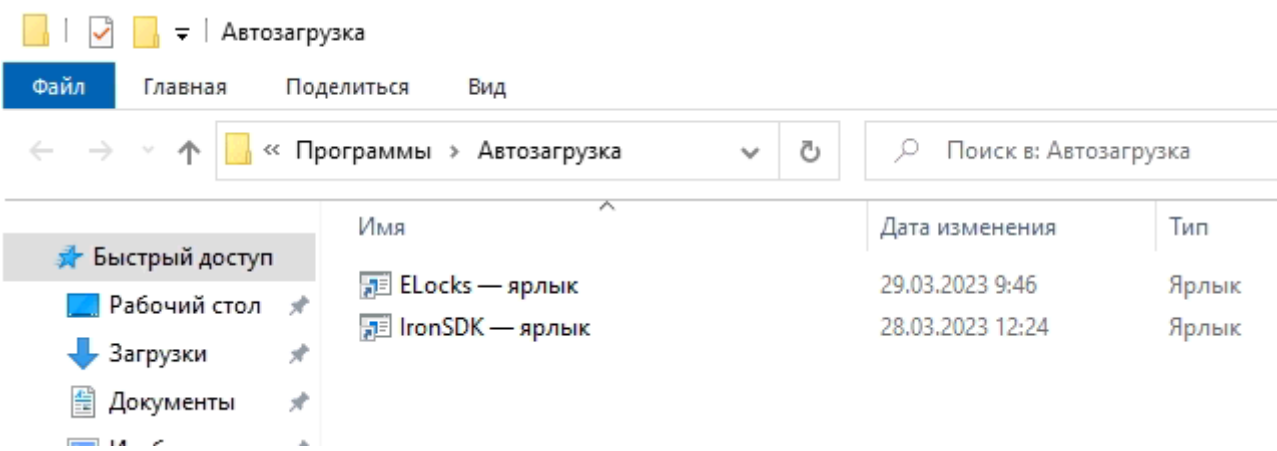 Автозагрузка
Файл Главная Поделиться Вид
« Программы › Автозагрузка Поиск в: Автозагрузка
Имя Дата изменения Тип
Быстрый доступ
ELocks — ярлык 29.03.2023 9:46 Ярлык
Рабочий стол
IronSDK — ярлык 28.03.2023 12:24 Ярлык
Загрузки
Документы